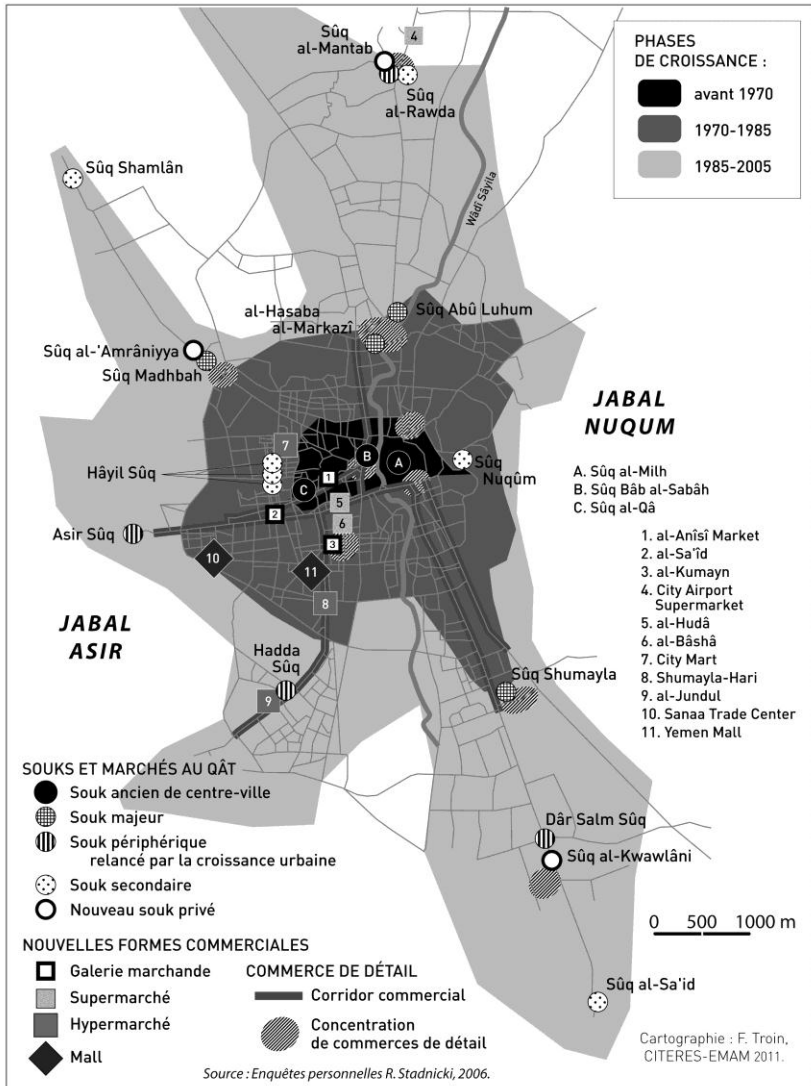 PHASES
DE CROISSANCE :
avant 1970
1970-1985
1985-2005
Sûq
al-Mantab
4
Sûq
al-Rawda
Wâdî Sâyila
Sûq Shamlân
al-Hasaba
al-Markazî
Sûq Abû Luhum
Sûq al-'Amrâniyya
Sûq Madhbah
JABAL
NUQUM
7
B
A
Sûq
Nuqûm
Hâyil Sûq
1
C
5
2
6
3
Asir Sûq
10
11
8
JABAL
ASIR
Hadda
Sûq
9
Sûq Shumayla
A. Sûq al-Milh
B. Sûq Bâb al-Sabâh
C. Sûq al-Qâ
1. al-Anîsî Market
2. al-Sa'îd
3. al-Kumayn
4. City Airport
Supermarket
5. al-Hudâ
6. al-Bâshâ
7. City Mart
8. Shumayla-Hari
9. al-Jundul
10. Sanaa Trade Center
11. Yemen Mall
Dâr Salm Sûq
Sûq al-Kwawlâni
Sûq al-Sa'id
SOUKS ET MARCHÉS AU QÂT
Souk ancien de centre-ville
Souk majeur
Souk périphérique
relancé par la croissance urbaine
Souk secondaire
Nouveau souk privé
NOUVELLES FORMES COMMERCIALES
Galerie marchande
Supermarché
Hypermarché
Mall
COMMERCE DE DÉTAIL
Corridor commercial
Concentration
de commerces de détail
0 500 1000 m
Cartographie : F. Troin,
CITERES-EMAM 2011.
Source : Enquêtes personnelles R. Stadnicki, 2006.